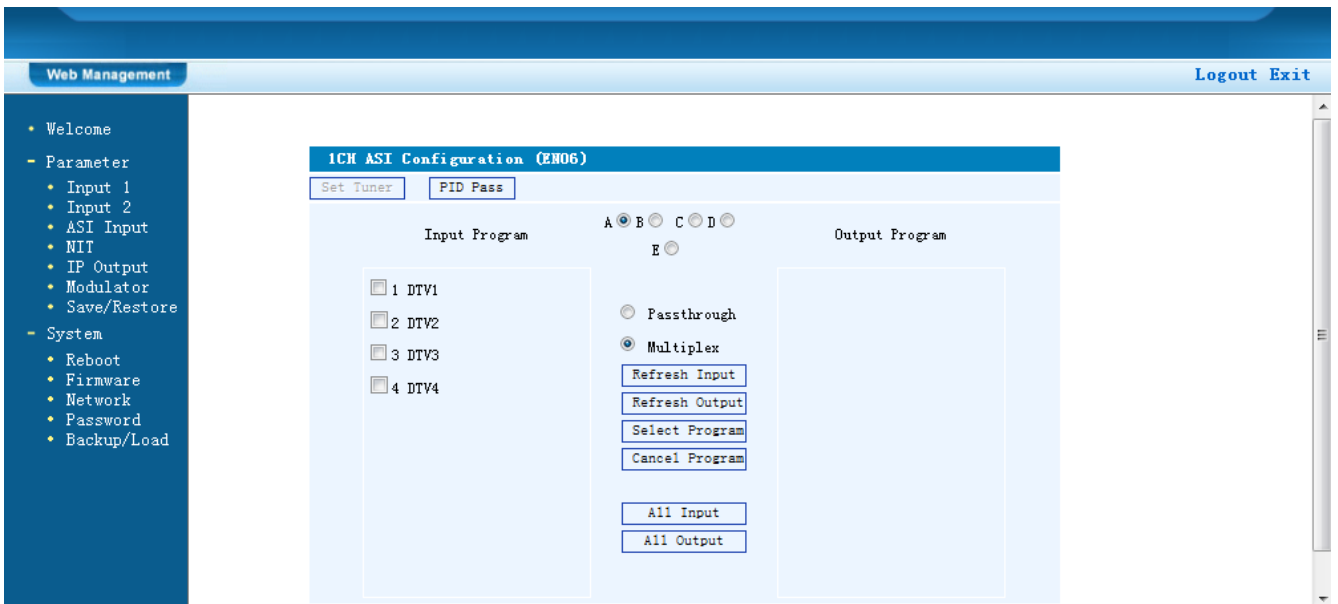 Web Management
Logout Exit
Welcome
Parameter
Input 1
Input 2
ASI Input
NIT
IP Output
Modulator
Save/Restore
System
Reboot
Firmware
Network
Password
Backup/Load
1CH ASI Configuration (EN06)
Set Tuner PID Pass
Input Program
A B C D
E
Output Program
1 DTV1
2 DTV2
3 DTV3
4 DTV4
Passthrough
Multiplex
Refresh Input
Refresh Output
Select Program
Cancel Program
All Input
All Output